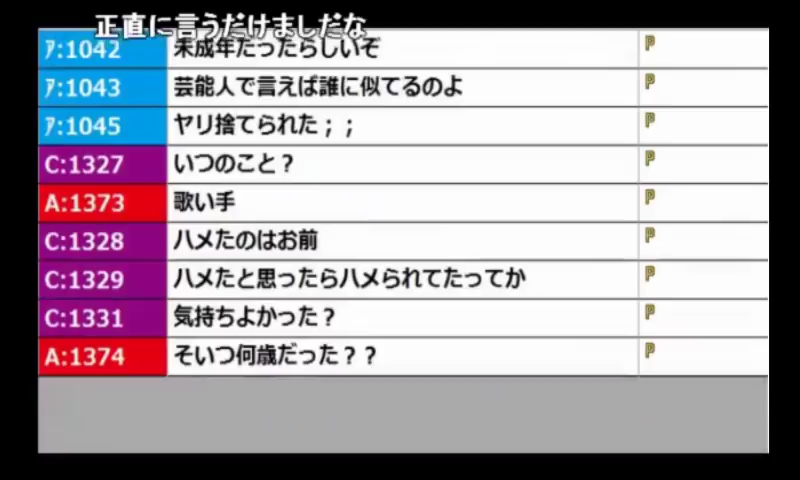 正直に言うだけましだな
ｱ:1042 未成年だったらしいぞ P
ｱ:1043 芸能人で言えば誰に似てるのよ P
ｱ:1045 ヤリ捨てられた；； P
C:1327 いつのこと？ P
A:1373 歌い手 P
C:1328 ハメたのはお前 P
C:1329 ハメたと思ったらハメられてたってか P
C:1331 気持ちよかった？ P
A:1374 そいつ何歳だった？？ P